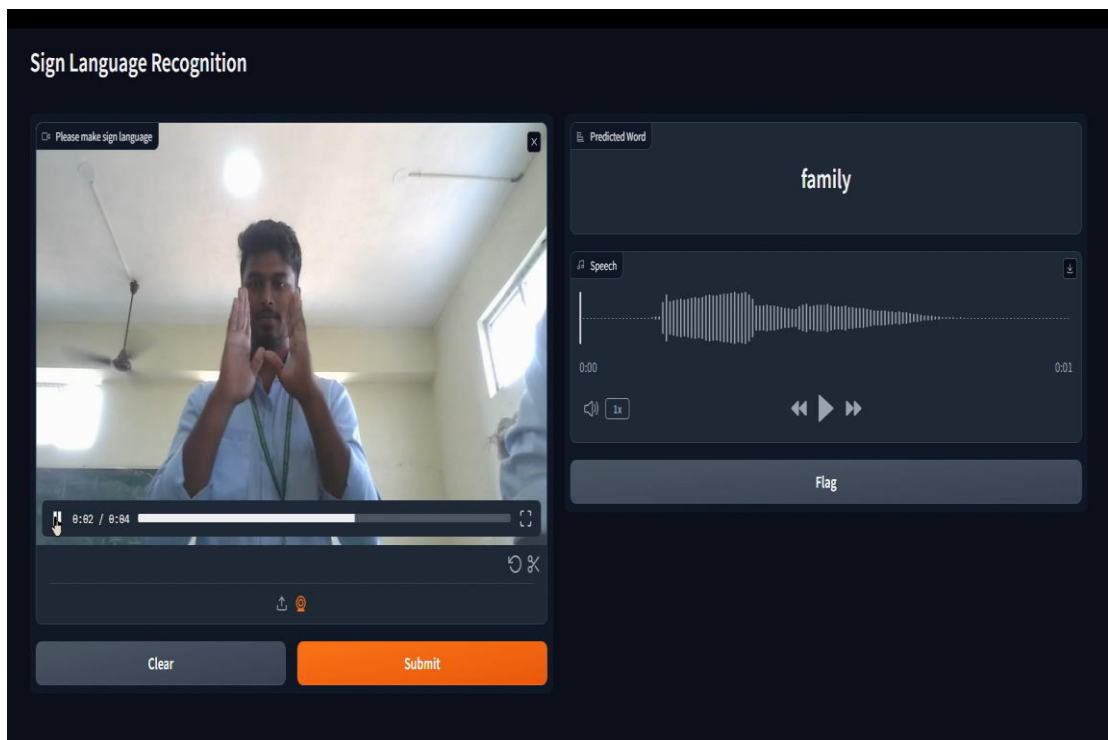 Sign Language Recognition
Please make sign language
X
0:02 / 0:04
Clear
Submit
Predicted Word
family
Speech
0:00
0:01
1x
Flag